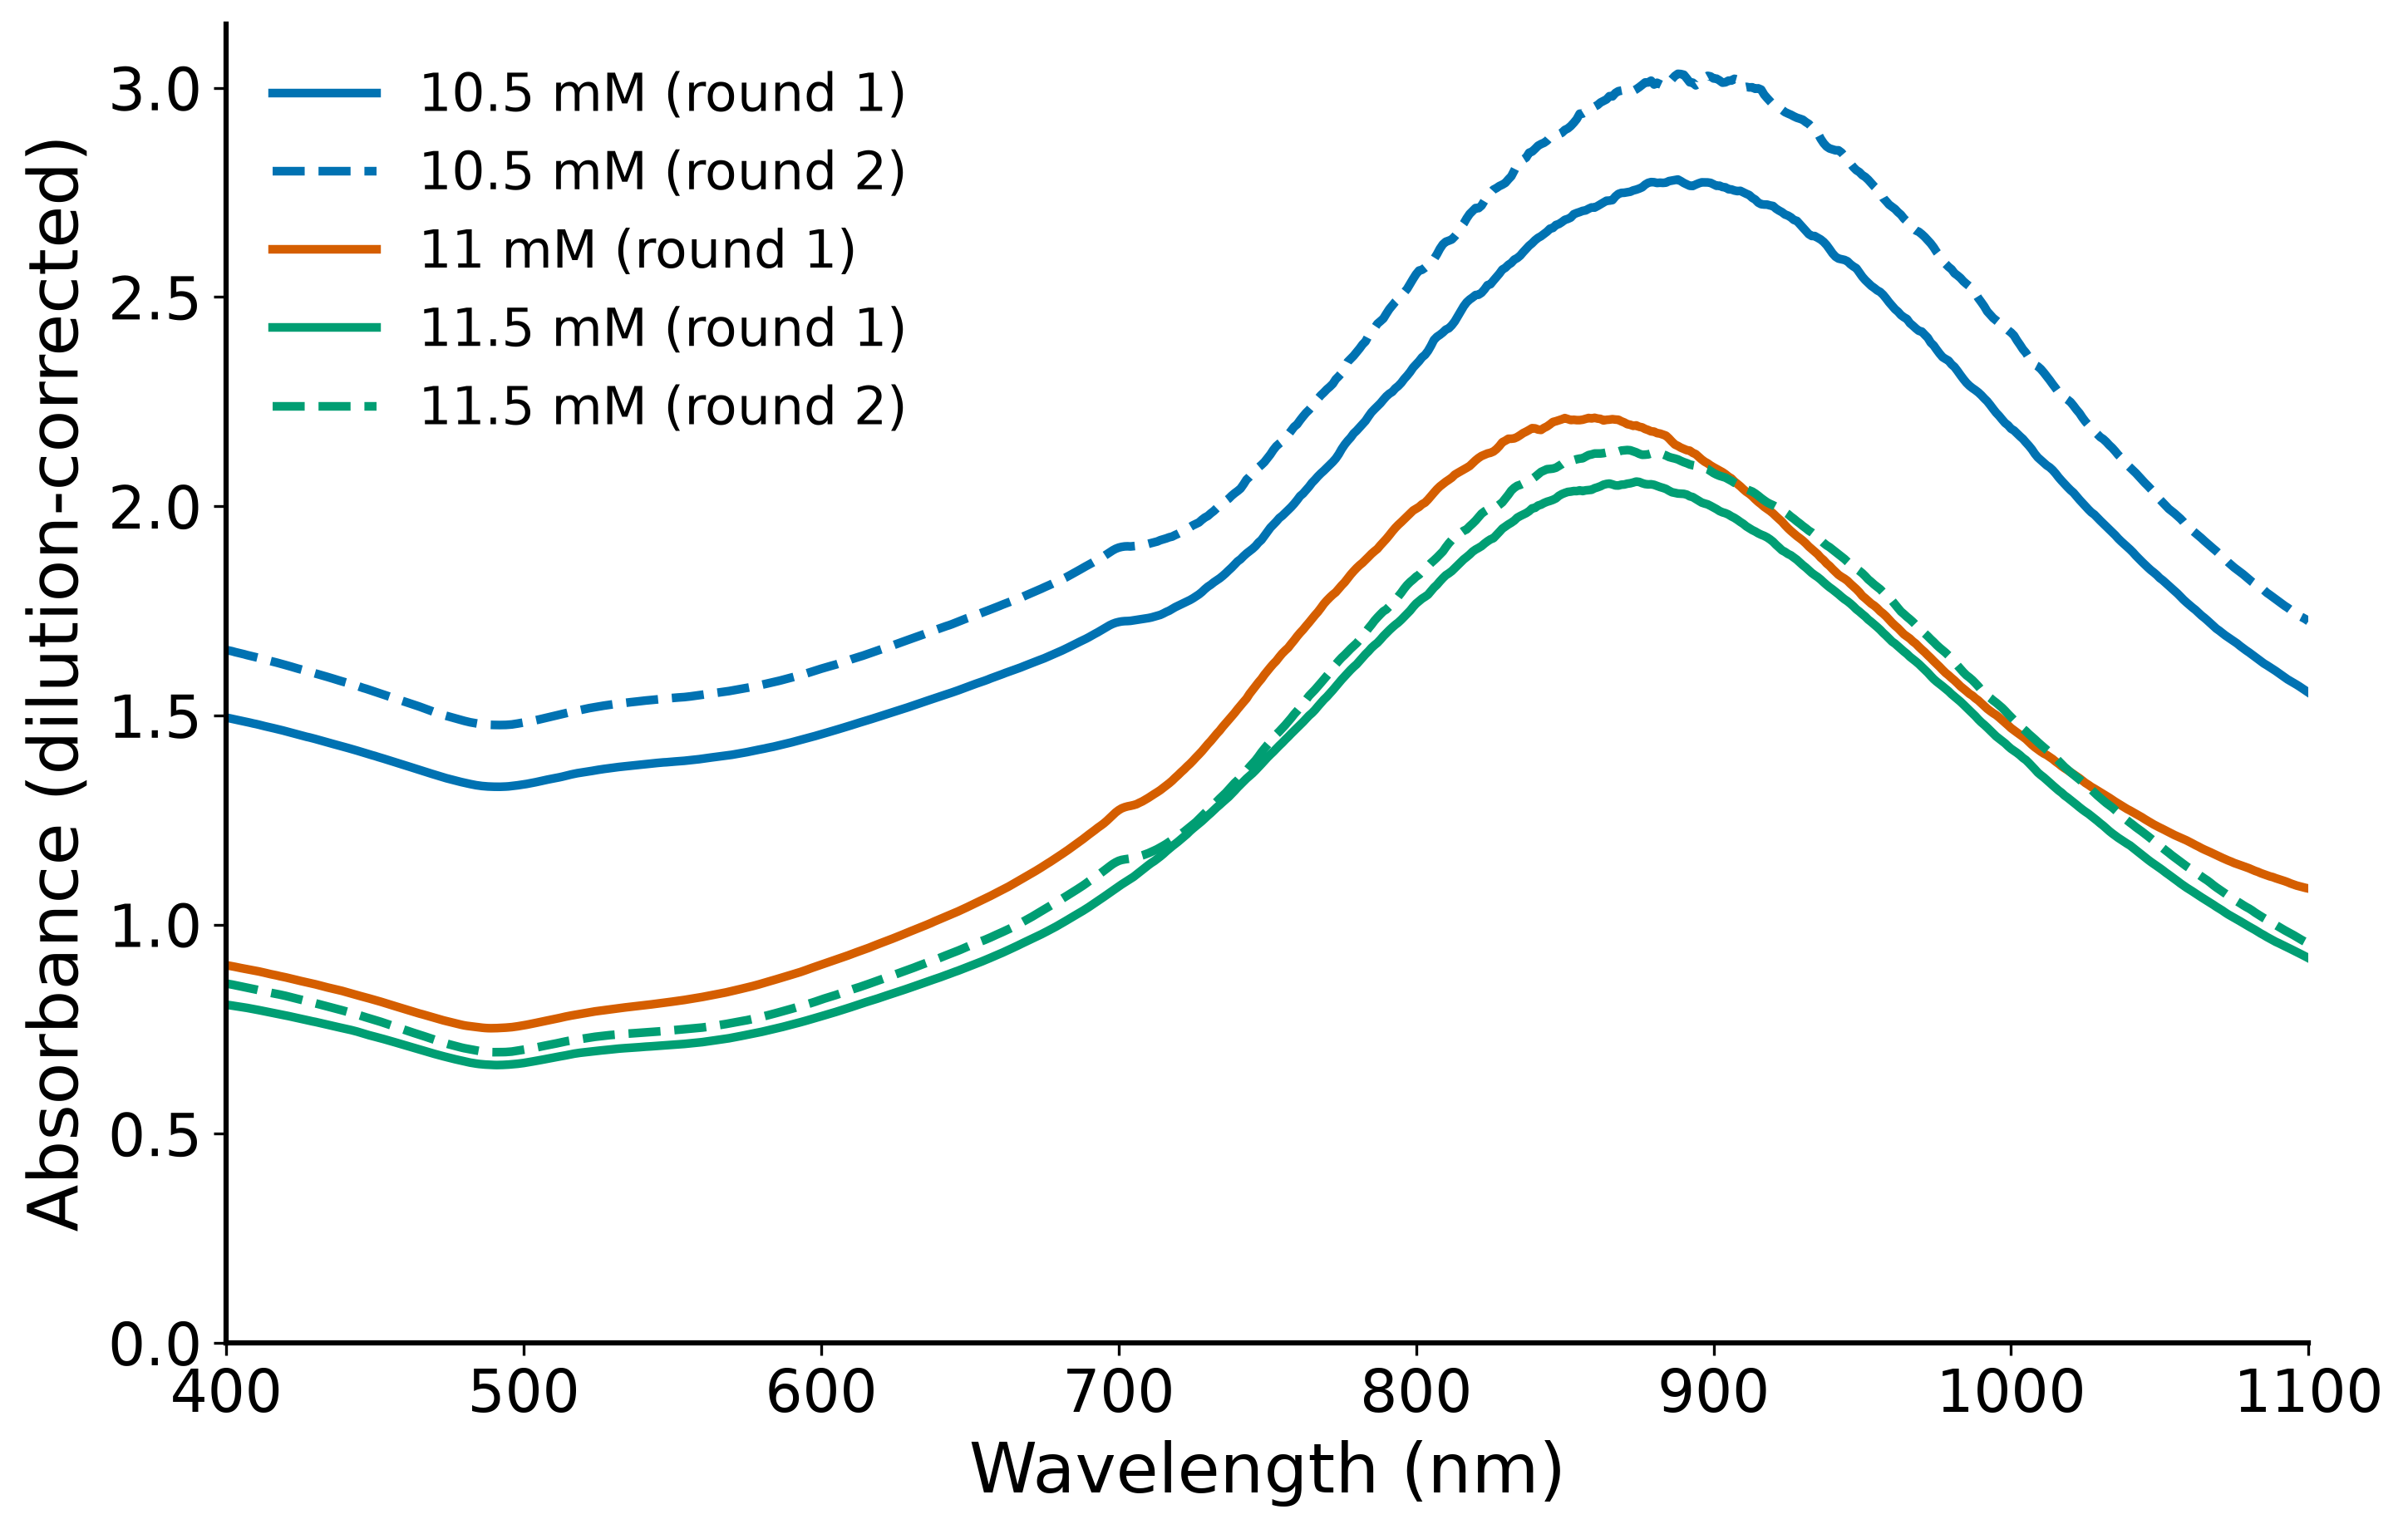 Absorbance (dilution-corrected)
3.0
2.5
2.0
1.5
1.0
0.5
0.0
10.5 mM (round 1)
10.5 mM (round 2)
11 mM (round 1)
11.5 mM (round 1)
11.5 mM (round 2)
400 500 600 700 800 900 1000 1100
Wavelength (nm)